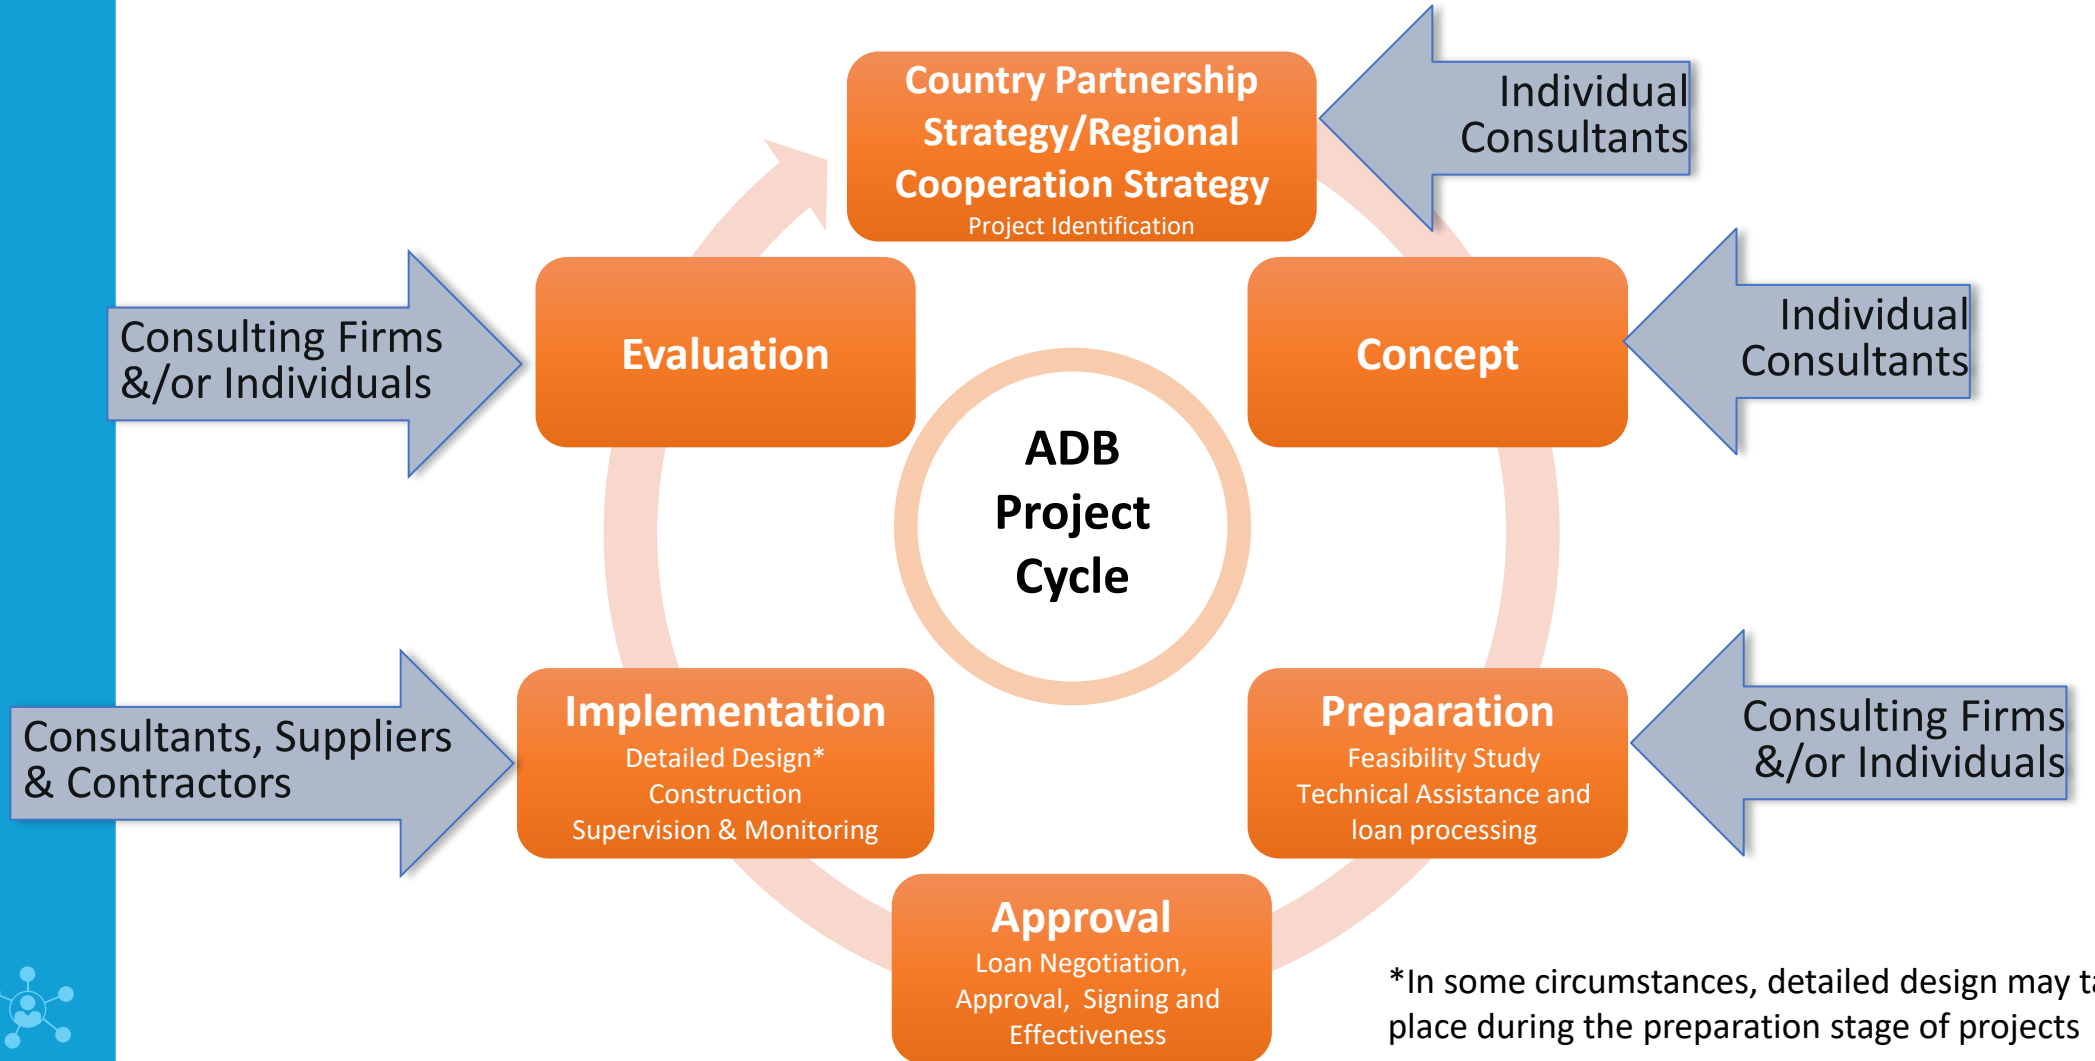 Country Partnership
Strategy/Regional
Cooperation Strategy
Project Identification
Individual
Consultants
Concept
Individual
Consultants
Preparation
Feasibility Study
Technical Assistance and
loan processing
Consulting Firms
&/or Individuals
Approval
Loan Negotiation,
Approval, Signing and
Effectiveness
Implementation
Detailed Design*
Construction
Supervision & Monitoring
Consultants, Suppliers
& Contractors
Evaluation
Consulting Firms
&/or Individuals
ADB
Project
Cycle
*In some circumstances, detailed design may
place during the preparation stage of projects